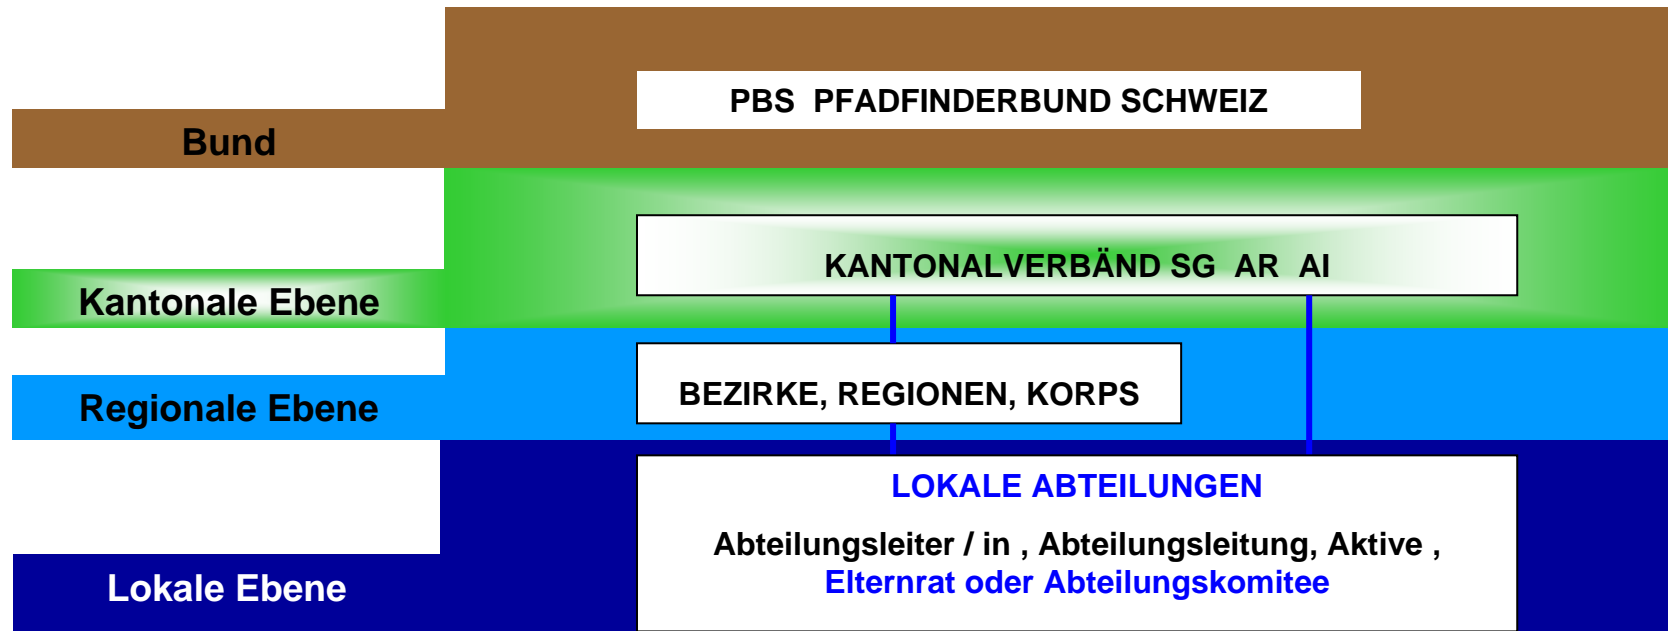 PBS PFADFINDERBUND SCHWEIZ
Bund
KANTONALVERBÄND SG AR AI
Kantonale Ebene
BEZIRKE, REGIONEN, KORPS
Regionale Ebene
LOKALE ABTEILUNGEN
Abteilungsleiter / in , Abteilungsleitung, Aktive ,
Elternrat oder Abteilungskomitee
Lokale Ebene